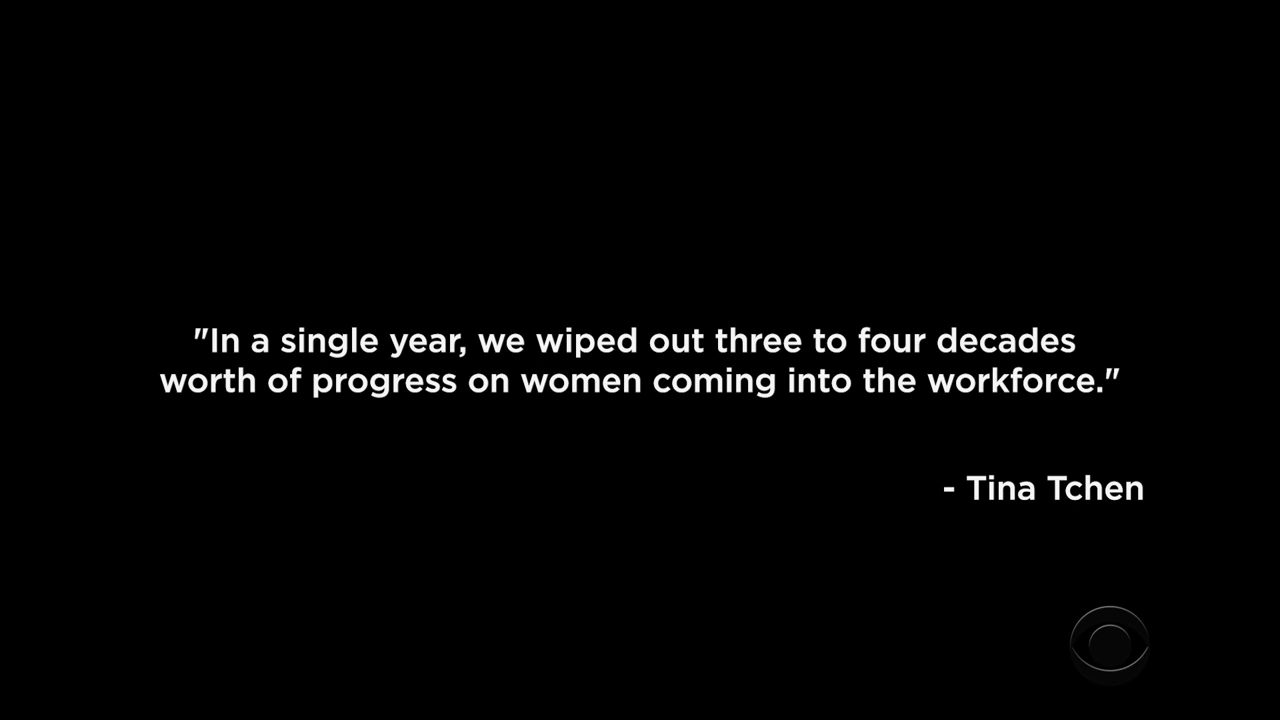 "In a single year, we wiped out three to four decades
worth of progress on women coming into the workforce."
- Tina Tchen